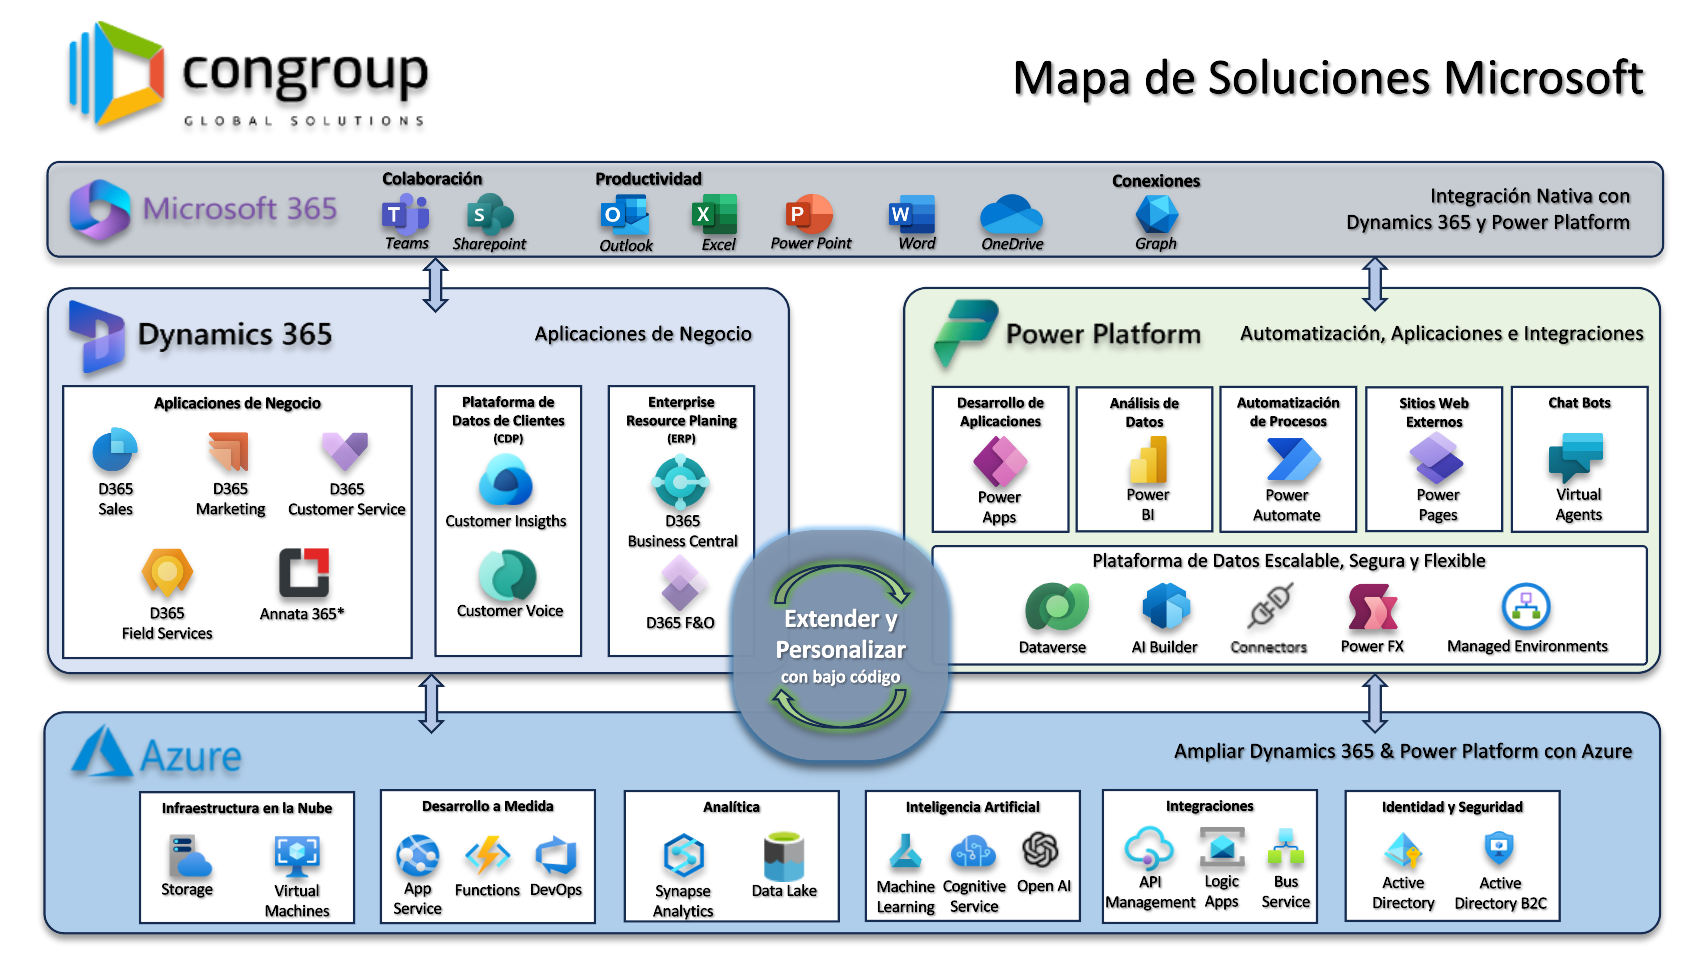 congroup
GLOBAL SOLUTIONS
Mapa de Soluciones Microsoft
Microsoft 365
Colaboración
Teams
Sharepoint
Productividad
Outlook
Excel
Power Point
Word
OneDrive
Conexiones
Graph
Integración Nativa con
Dynamics 365 y Power Platform
Dynamics 365
Aplicaciones de Negocio
Aplicaciones de Negocio
D365
Sales
D365
Marketing
D365
Customer Service
D365
Field Services
Annata 365*
Plataforma de
Datos de Clientes
(CDP)
Customer Insigths
Customer Voice
Enterprise
Resource Planing
(ERP)
D365
Business Central
D365 F&O
Power Platform
Automatización, Aplicaciones e Integraciones
Desarrollo de
Aplicaciones
Power
Apps
Análisis de
Datos
Power
BI
Automatización
de Procesos
Power
Automate
Sitios Web
Externos
Power
Pages
Chat Bots
Virtual
Agents
Plataforma de Datos Escalable, Segura y Flexible
Dataverse
AI Builder
Connectors
Power FX
Managed Environments
Extender y
Personalizar
con bajo código
Azure
Ampliar Dynamics 365 & Power Platform con Azure
Infraestructura en la Nube
Storage
Virtual
Machines
Desarrollo a Medida
App
Service
Functions
DevOps
Analítica
Synapse
Analytics
Data Lake
Inteligencia Artificial
Machine
Learning
Cognitive
Service
Open AI
Integraciones
API
Management
Logic
Apps
Bus
Service
Identidad y Seguridad
Active
Directory
Active
Directory B2C